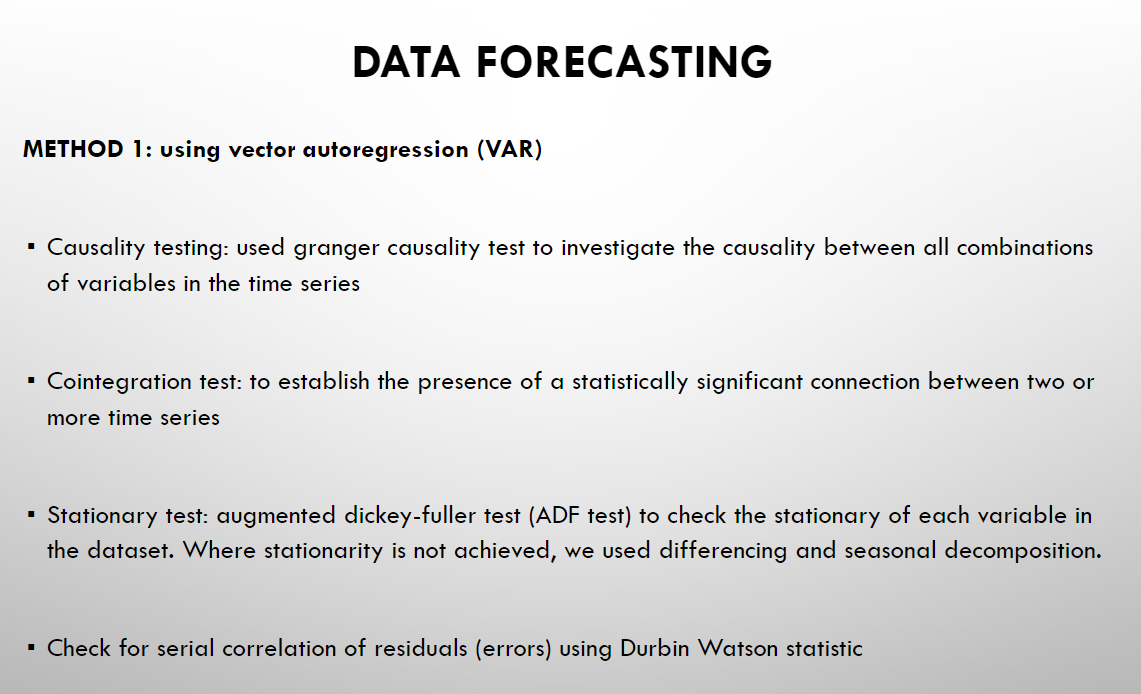 DATA FORECASTING
METHOD 1: using vector autoregression (VAR)
▪ Causality testing: used granger causality test to investigate the causality between all combinations
of variables in the time series
▪ Cointegration test: to establish the presence of a statistically significant connection between two or
more time series
▪ Stationary test: augmented dickey-fuller test (ADF test) to check the stationary of each variable in
the dataset. Where stationarity is not achieved, we used differencing and seasonal decomposition.
▪ Check for serial correlation of residuals (errors) using Durbin Watson statistic